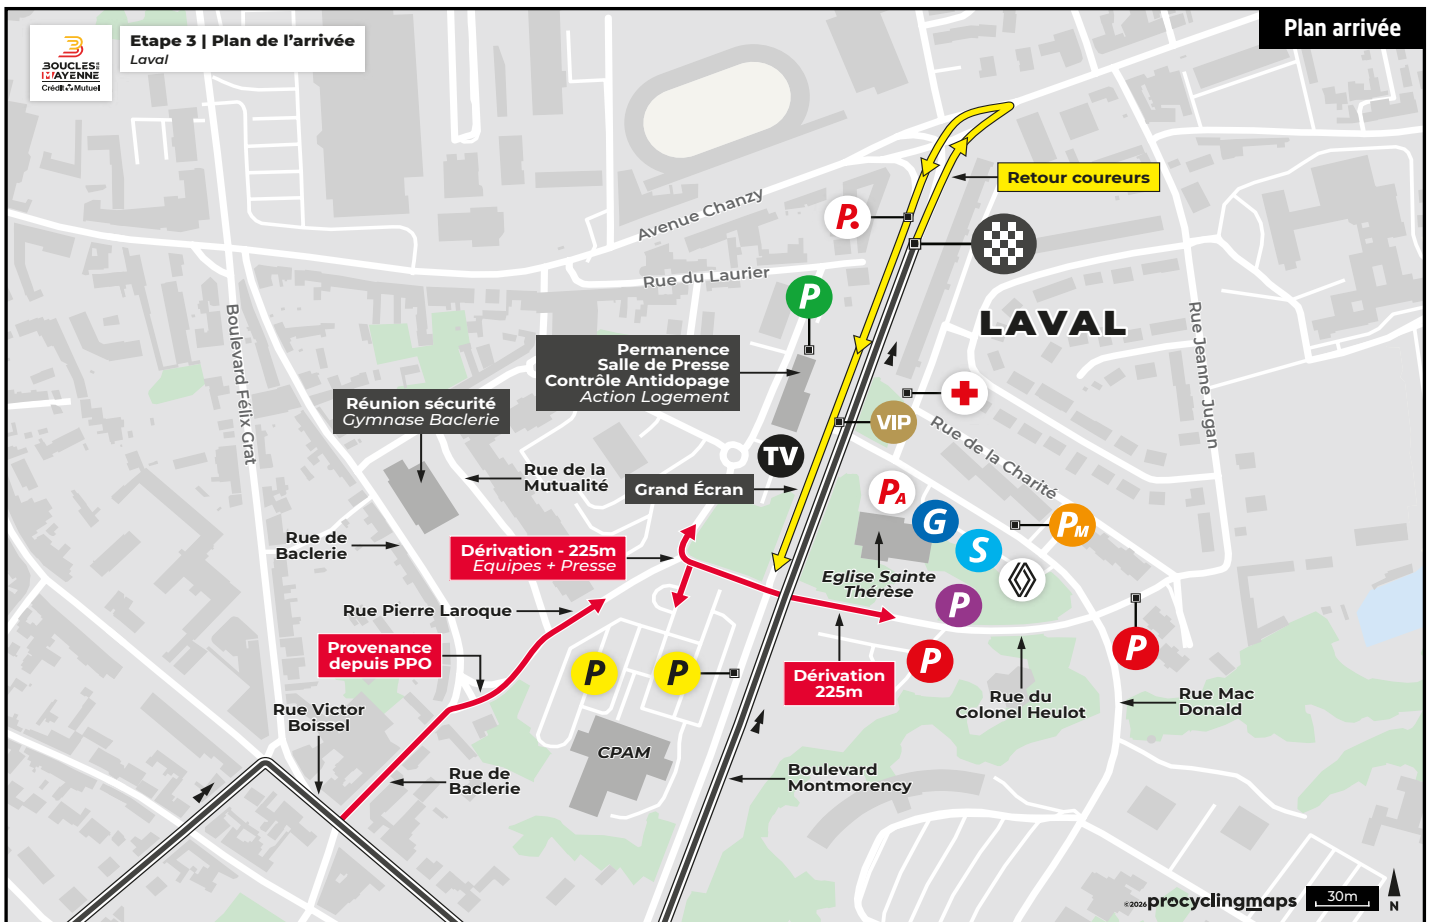 Plan arrivée
BOUCLES DE LA
MAYENNE
Crédit Mutuel
Etape 3 | Plan de l'arrivée
Laval
Retour coureurs
Avenue Chanzy
P.
Rue du Laurier
P
LAVAL
Boulevard Félix Grat
Rue Jeanne Jugan
Permanence
Salle de Presse
Contrôle Antidopage
Action Logement
Réunion sécurité
Gymnase Baclerie
VIP
Rue de la Charité
TV
Rue de la
Mutualité
Grand Écran
PA
G
PM
S
Rue de
Baclerie
Dérivation - 225m
Equipes + Presse
Eglise Sainte
Thérèse
P
Rue Pierre Laroque
Provenance
depuis PPO
P
P
P
P
Dérivation
225m
Rue du
Colonel Heulot
Rue Mac
Donald
Rue Victor
Boissel
CPAM
Rue de
Baclerie
Boulevard
Montmorency
©2026 procyclingmaps
30m
N